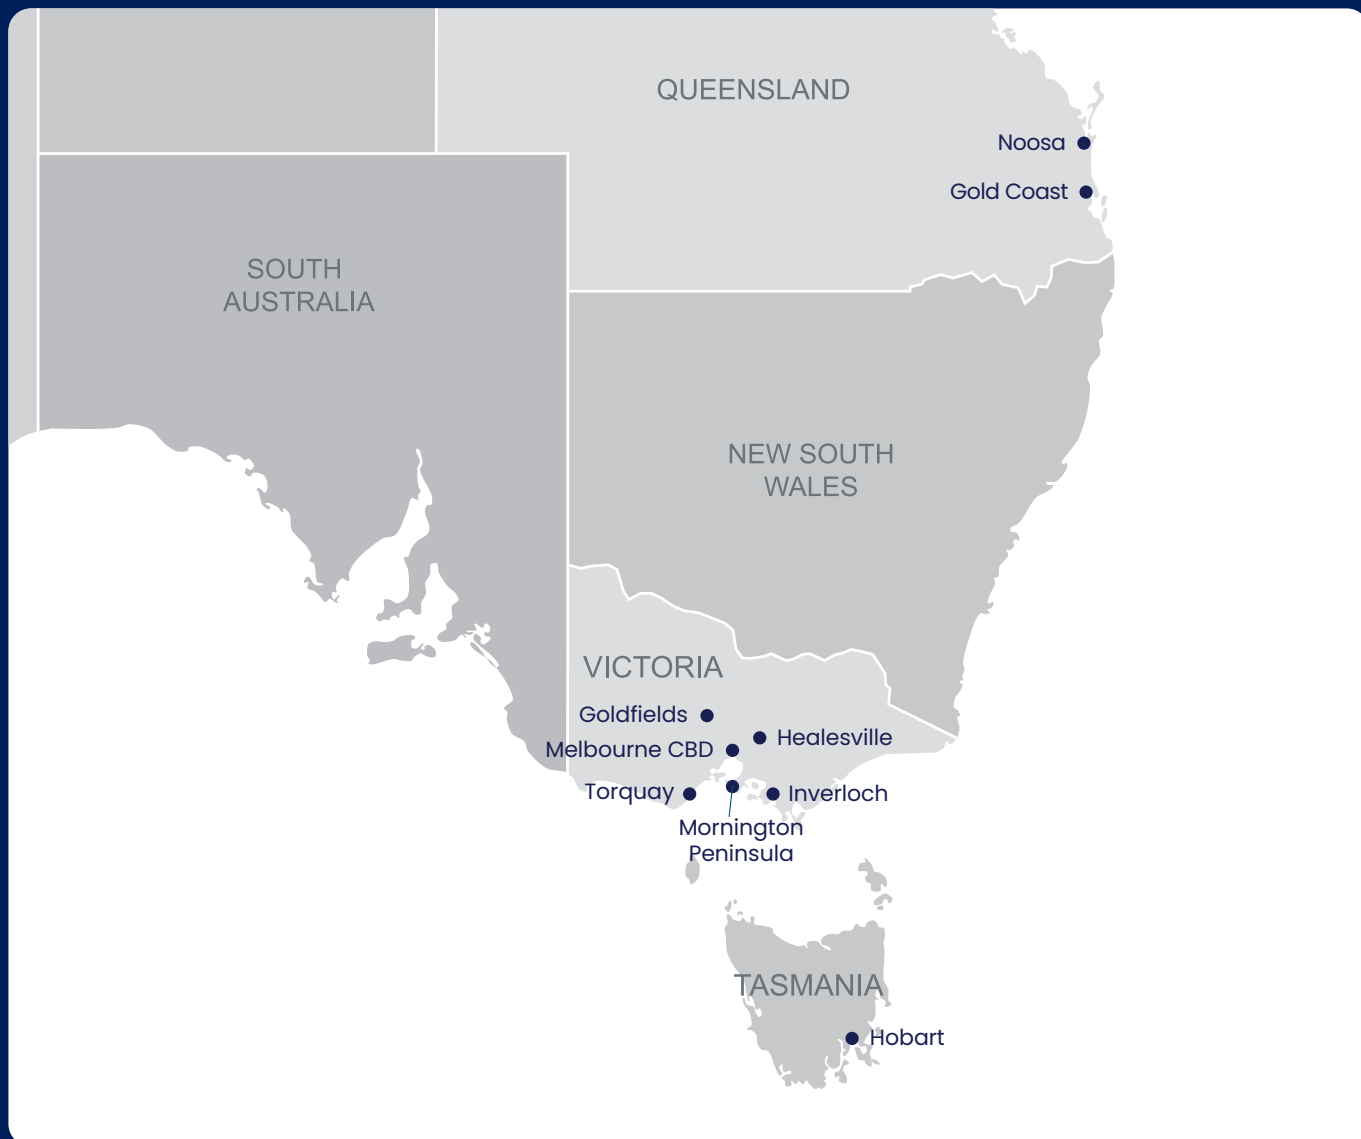 QUEENSLAND
Noosa
Gold Coast
SOUTH
AUSTRALIA
NEW SOUTH
WALES
VICTORIA
Goldfields
Healesville
Melbourne CBD
Torquay
Inverloch
Mornington
Peninsula
TASMANIA
Hobart